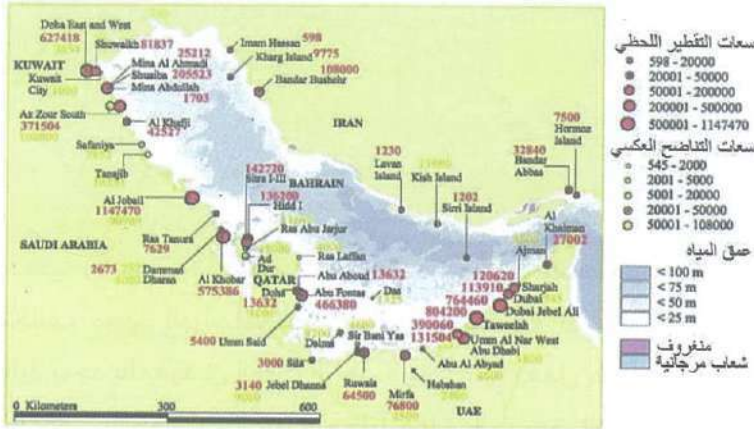 Doha East and West
627418
Shuwaikh 81837
KUWAIT
Mina Al Ahmadi 25212
Kuwait City
Shuaiba 205523
Mina Abdullah 1703
Az Zour South
371504
Al Khafji
42527
Safaniya
Tanajib
Al Jobail
1147470
SAUDI ARABIA
Ras Tanura
7629
2673
Damman
Dharan
Al Khobar
575386
Imam Hassan 598
Kharg Island 9775
108000
Bandar Bushehr
IRAN
142720
Sitra I-III
BAHRAIN
136200
Hidd I
Ras Abu Jarjur
Ad Dur
Ras Laffan
QATAR
Abu Aboud 13632
Doha
13632
Abu Fontas
466380
Das
5400 Umm Said
1230
Lavan Island
Kish Island
1202
Sirri Island
7500
Hormoz Island
32840
Bandar Abbas
Al Khaiman
27002
Ajman
120620
113910 Sharjah
764460 Dubai
804200 Dubai Jebel Ali
Taweelah
390060
131504 Umm Al Nar West
Abu Dhabi
Abu Al Abyad
Dalma
Sir Bani Yas
3000 Sila
3140 Jebel Dhanna
Ruwais
64500
Mirfa
76800
Habshan
UAE
0 Kilometers 300 600
سعات التقطير اللحظي
598 - 20000
20001 - 50000
50001 - 200000
200001 - 500000
500001 - 1147470
سعات التناضح العكسي
545 - 2000
2001 - 5000
5001 - 20000
20001 - 50000
50001 - 108000
عمق المياه
< 100 m
< 75 m
< 50 m
< 25 m
منغروف
شعاب مرجانية